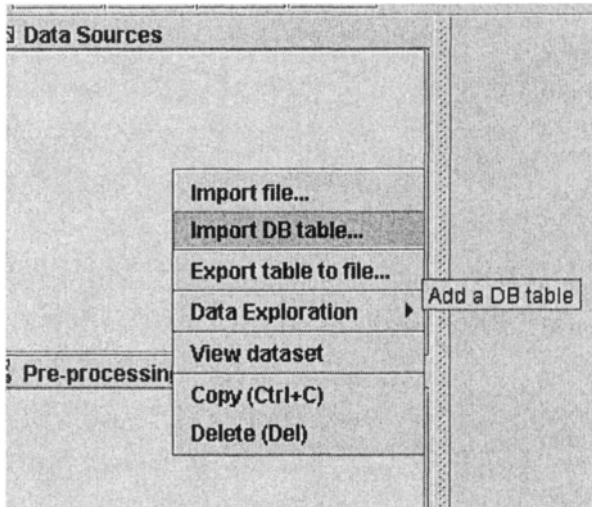 Data Sources
Import file...
Import DB table...
Export table to file...
Add a DB table
Data Exploration
View dataset
Pre-processing
Copy (Ctrl+C)
Delete (Del)